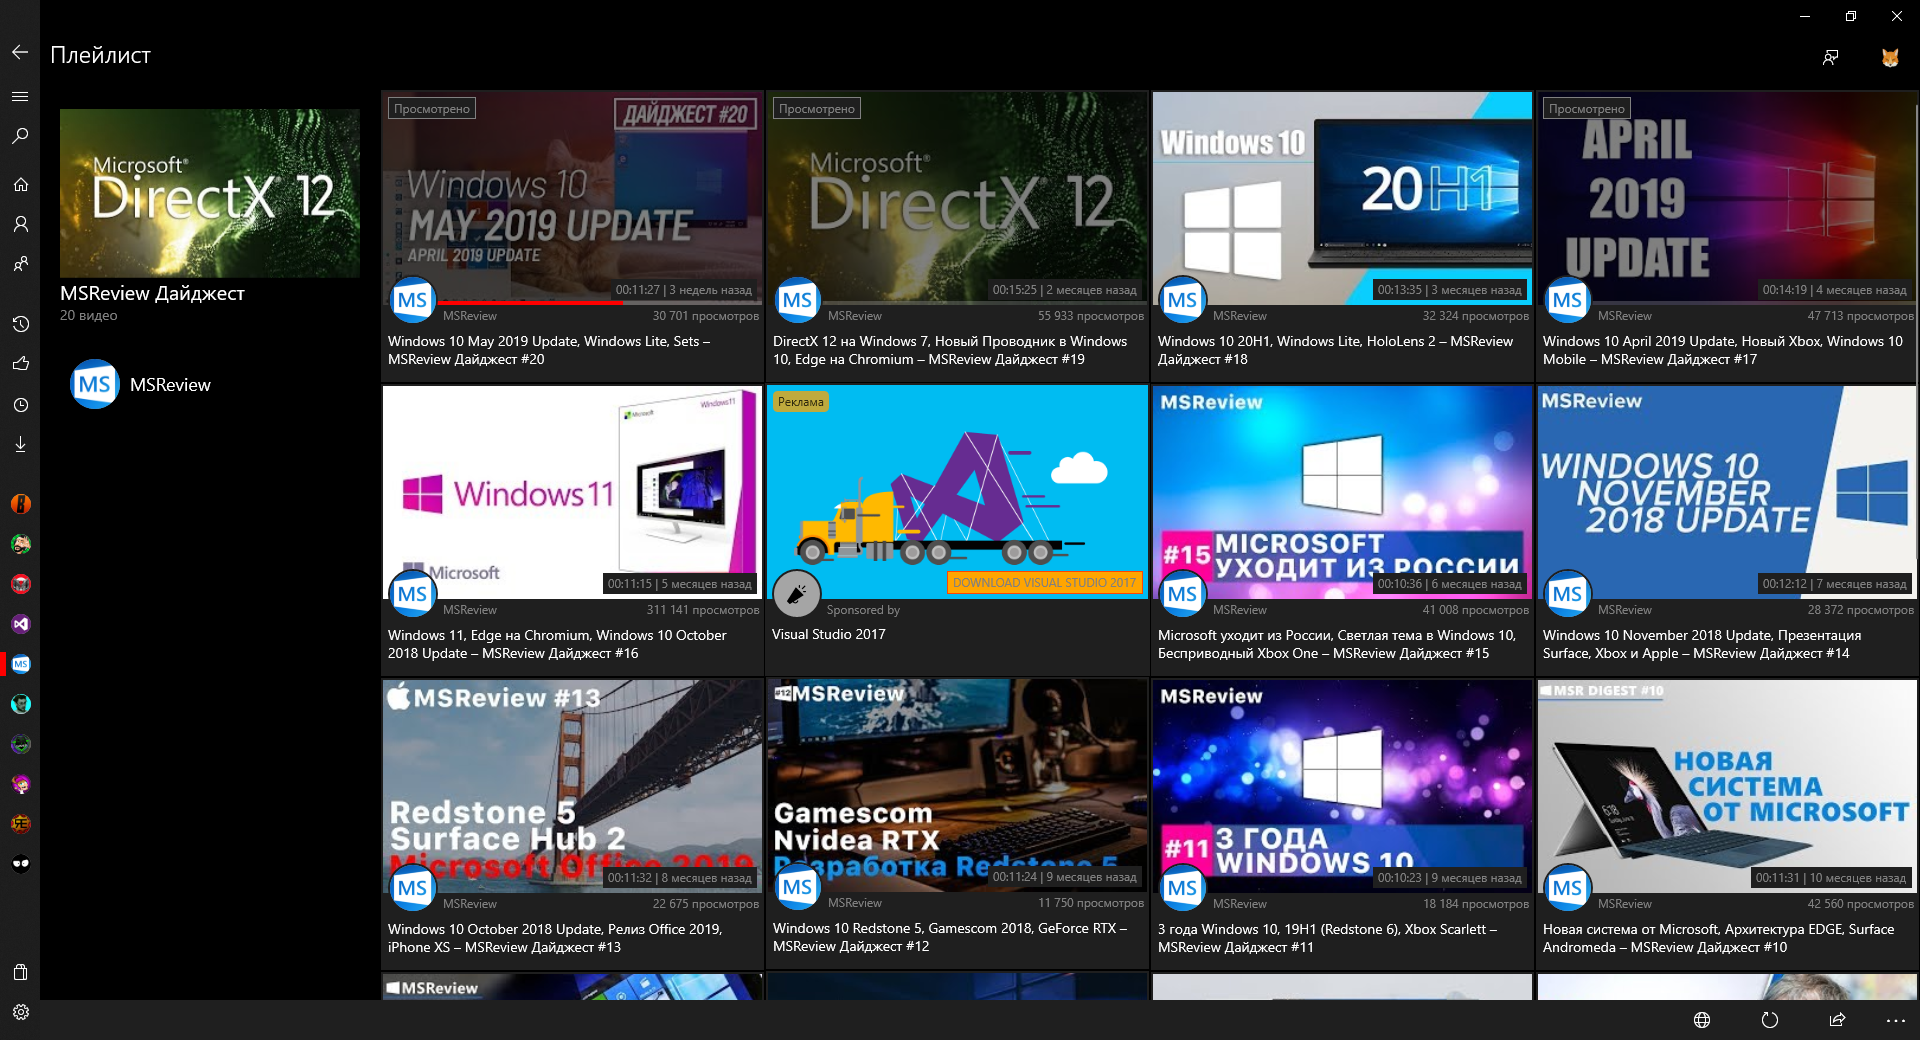 Плейлист
Microsoft®
DirectX 12
MSReview Дайджест
20 видео
MS
MSReview
Просмотрено
ДАЙДЖЕСТ #20
Windows 10
MAY 2019 UPDATE
APRIL 2019 UPDATE
00:11:27 | 3 недель назад
MS
MSReview
30 701 просмотров
Windows 10 May 2019 Update, Windows Lite, Sets –
MSReview Дайджест #20
Просмотрено
Microsoft®
DirectX 12
00:15:25 | 2 месяцев назад
MS
MSReview
55 933 просмотров
DirectX 12 на Windows 7, Новый Проводник в Windows
10, Edge на Chromium – MSReview Дайджест #19
Windows 10
20H1
00:13:35 | 3 месяцев назад
MS
MSReview
32 324 просмотров
Windows 10 20H1, Windows Lite, HoloLens 2 – MSReview
Дайджест #18
Просмотрено
APRIL
2019
UPDATE
00:14:19 | 4 месяцев назад
MS
MSReview
47 713 просмотров
Windows 10 April 2019 Update, Новый Xbox, Windows 10
Mobile – MSReview Дайджест #17
Microsoft
Windows 11
Windows 11
Microsoft
00:11:15 | 5 месяцев назад
MS
MSReview
311 141 просмотров
Windows 11, Edge на Chromium, Windows 10 October
2018 Update – MSReview Дайджест #16
Реклама
DOWNLOAD VISUAL STUDIO 2017
Sponsored by
Visual Studio 2017
MSReview
#15 MICROSOFT
УХОДИТ ИЗ РОССИИ
00:10:36 | 6 месяцев назад
MS
MSReview
41 008 просмотров
Microsoft уходит из России, Светлая тема в Windows 10,
Бесприводный Xbox One – MSReview Дайджест #15
MSReview
WINDOWS 10
NOVEMBER
2018 UPDATE
00:12:12 | 7 месяцев назад
MS
MSReview
28 372 просмотров
Windows 10 November 2018 Update, Презентация
Surface, Xbox и Apple – MSReview Дайджест #14
MSReview #13
Redstone 5
Surface Hub 2
Microsoft Office 2019
00:11:32 | 8 месяцев назад
MS
MSReview
22 675 просмотров
Windows 10 October 2018 Update, Релиз Office 2019,
iPhone XS – MSReview Дайджест #13
#12 MSReview
Gamescom
Nvidea RTX
Разработка Redstone 5
00:11:24 | 9 месяцев назад
MS
MSReview
11 750 просмотров
Windows 10 Redstone 5, Gamescom 2018, GeForce RTX –
MSReview Дайджест #12
MSReview
#11 3 ГОДА
WINDOWS 10
00:10:23 | 9 месяцев назад
MS
MSReview
18 184 просмотров
3 года Windows 10, 19H1 (Redstone 6), Xbox Scarlett –
MSReview Дайджест #11
MSR DIGEST #10
НОВАЯ
СИСТЕМА
ОТ MICROSOFT
00:11:31 | 10 месяцев назад
MS
MSReview
42 560 просмотров
Новая система от Microsoft, Архитектура EDGE, Surface
Andromeda – MSReview Дайджест #10
MSReview
MS